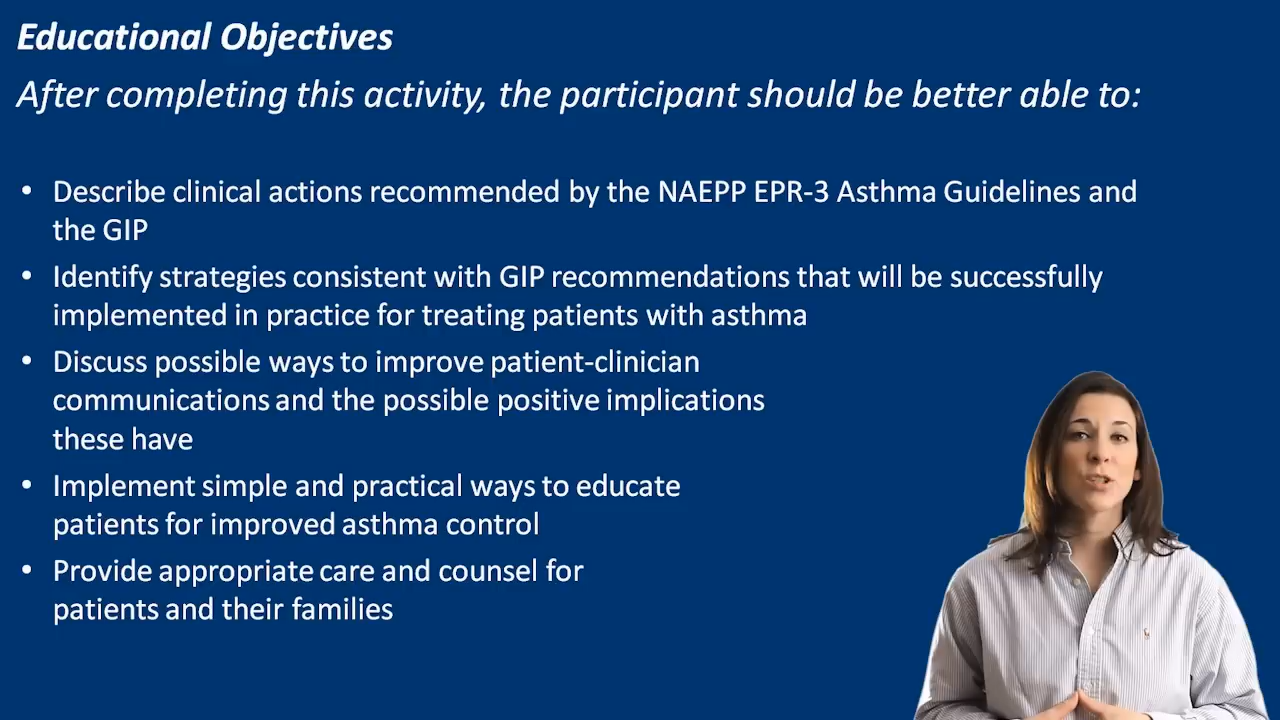 Educational Objectives
After completing this activity, the participant should be better able to:
• Describe clinical actions recommended by the NAEPP EPR-3 Asthma Guidelines and
the GIP
• Identify strategies consistent with GIP recommendations that will be successfully
implemented in practice for treating patients with asthma
• Discuss possible ways to improve patient-clinician
communications and the possible positive implications
these have
• Implement simple and practical ways to educate
patients for improved asthma control
• Provide appropriate care and counsel for
patients and their families